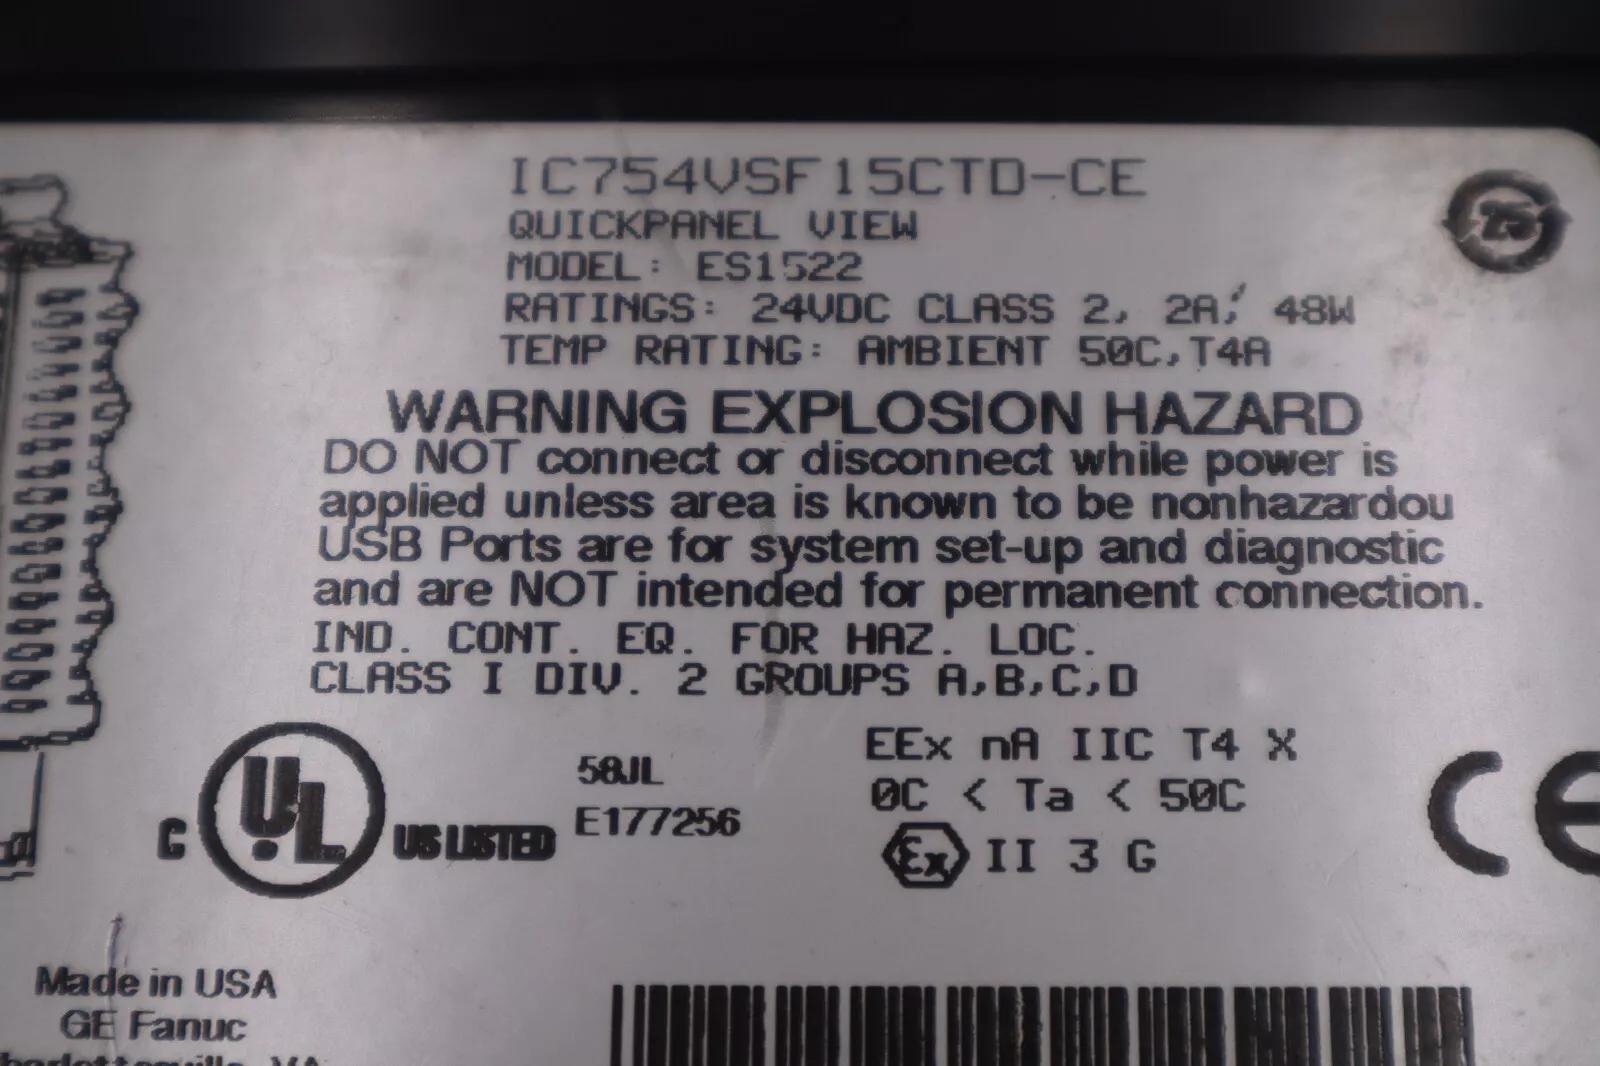 IC754VSF15CTD-CE
QUICKPANEL VIEW
MODEL: ES1522
RATINGS: 24VDC CLASS 2, 2A, 48W
TEMP RATING: AMBIENT 50C,T4A
WARNING EXPLOSION HAZARD
DO NOT connect or disconnect while power is
applied unless area is known to be nonhazardou
USB Ports are for system set-up and diagnostic
and are NOT intended for permanent connection.
IND. CONT. EQ. FOR HAZ. LOC.
CLASS I DIV. 2 GROUPS A,B,C,D
C UL US LISTED
58JL
E177256
EEx nA IIC T4 X
0C < Ta < 50C
Ex II 3 G
CE
Made in USA
GE Fanuc